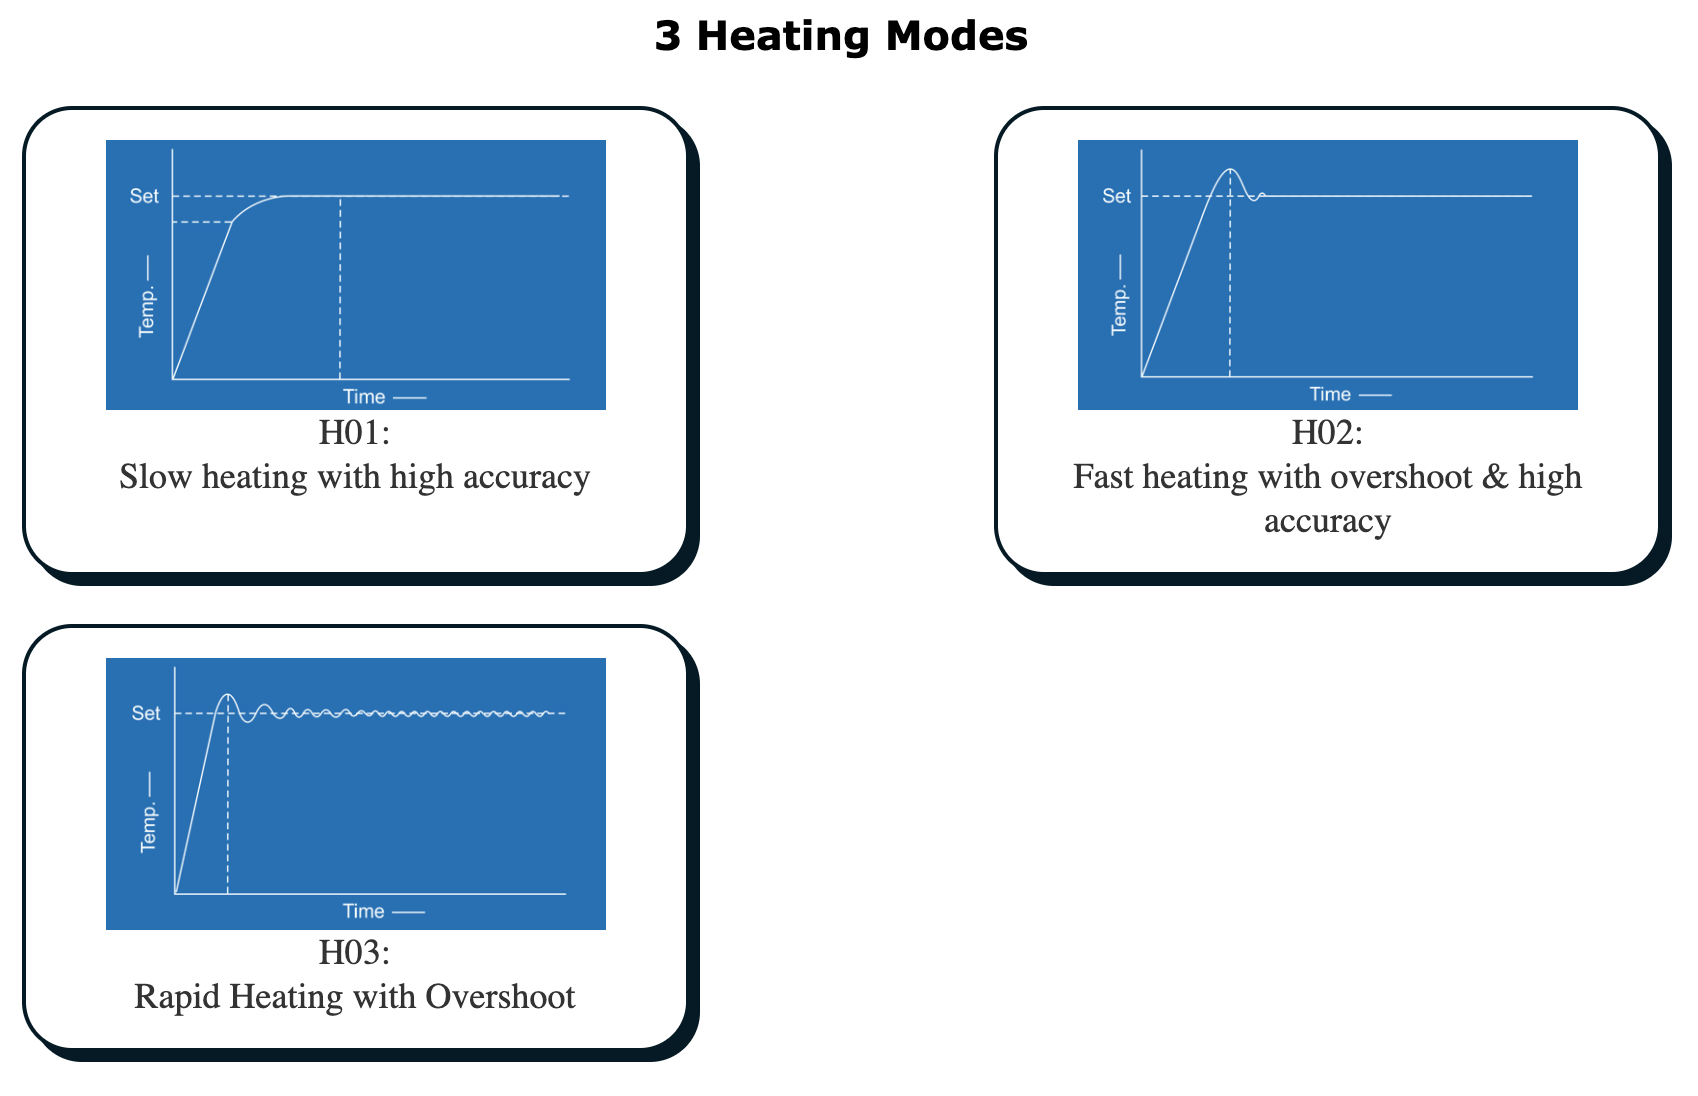 3 Heating Modes
Set
Temp.
Time
H01:
Slow heating with high accuracy
Set
Temp.
Time
H02:
Fast heating with overshoot & high
accuracy
Set
Temp.
Time
H03:
Rapid Heating with Overshoot